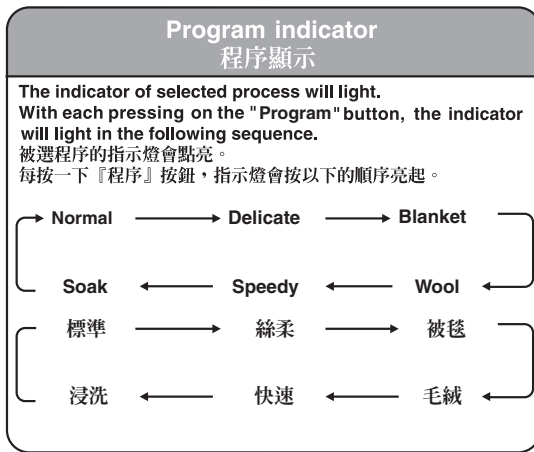 Program indicator
程序顯示
The indicator of selected process will light.
With each pressing on the "Program" button, the indicator
will light in the following sequence.
被選程序的指示燈會點亮。
每按一下『程序』按鈕，指示燈會按以下的順序亮起。
Normal Delicate Blanket
Soak Speedy Wool
標準 絲柔 被毯
浸洗 快速 毛絨